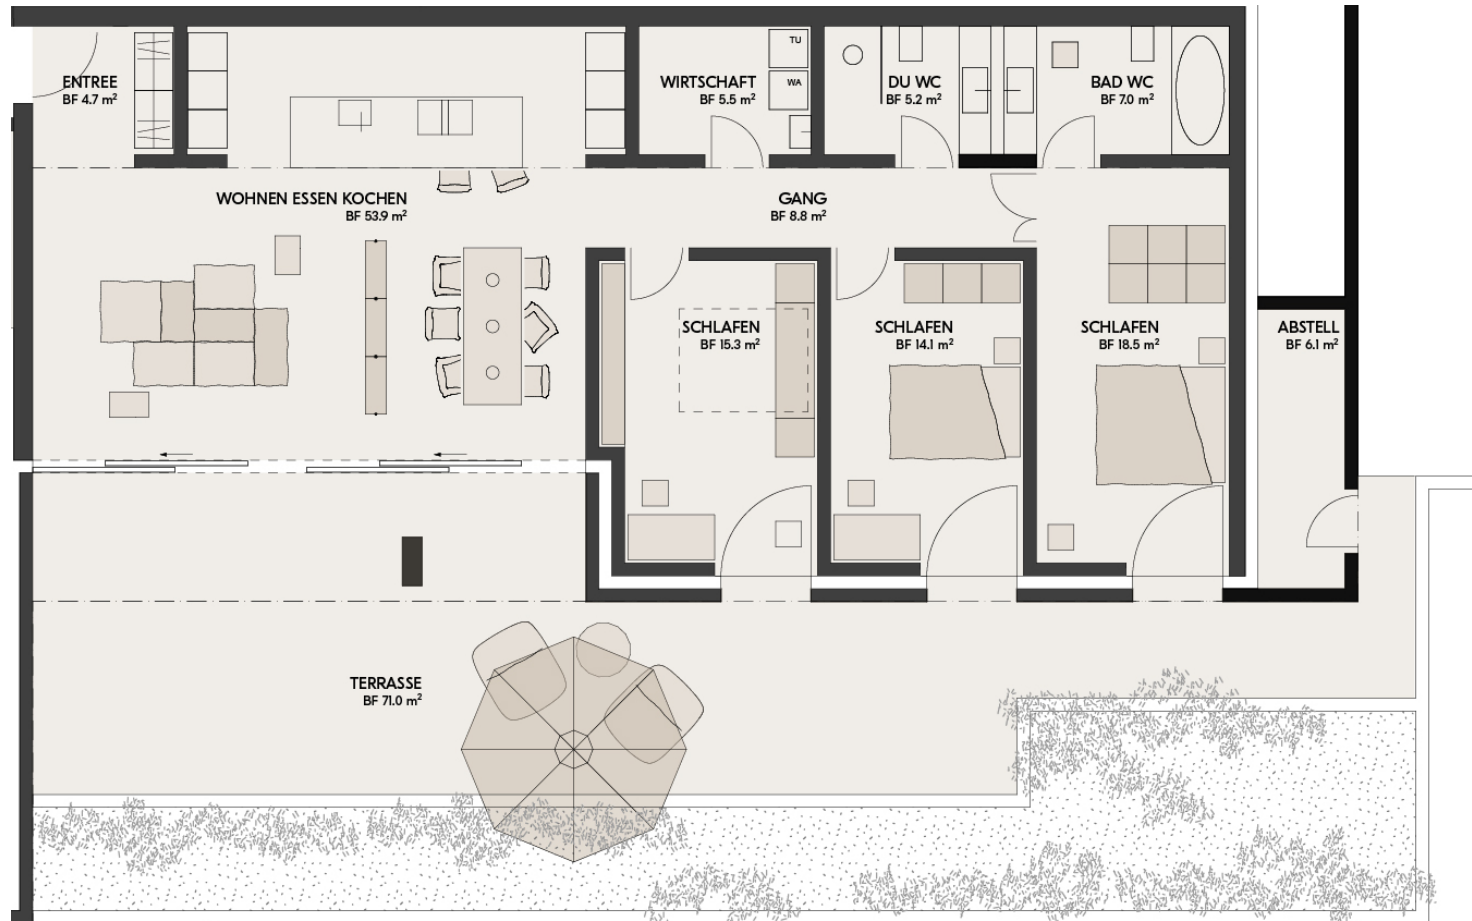 ENTREE
BF 4.7 m²
WIRTSCHAFT
BF 5.5 m²
TU
WA
DU WC
BF 5.2 m²
BAD WC
BF 7.0 m²
WOHNEN ESSEN KOCHEN
BF 53.9 m²
GANG
BF 8.8 m²
SCHLAFEN
BF 15.3 m²
SCHLAFEN
BF 14.1 m²
SCHLAFEN
BF 18.5 m²
ABSTELL
BF 6.1 m²
TERRASSE
BF 71.0 m²